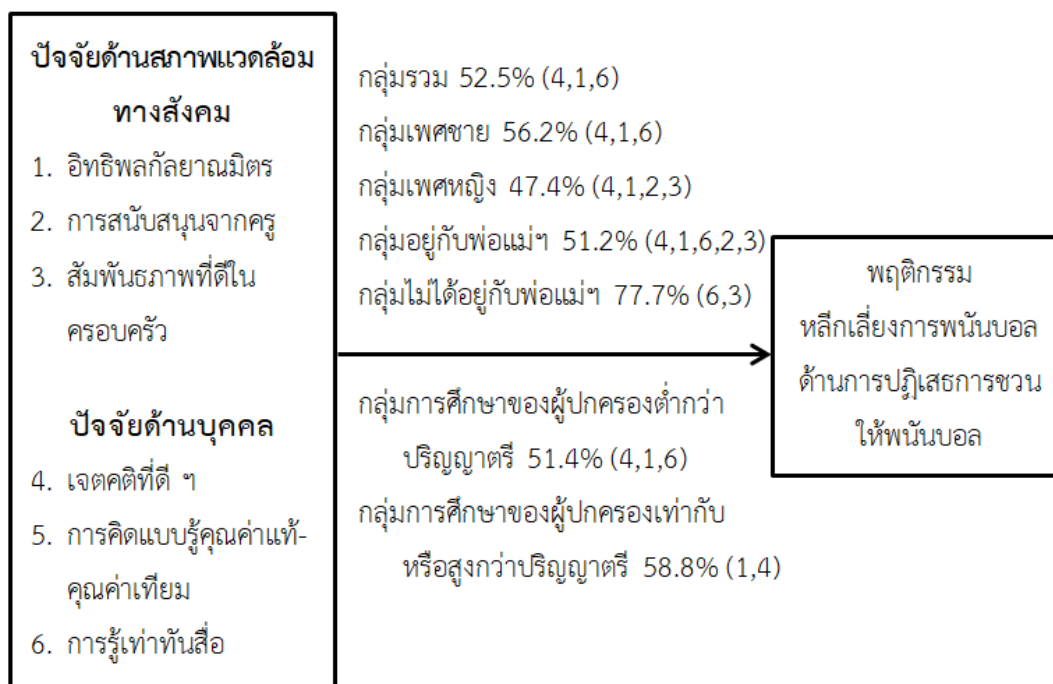 ปัจจัยด้านสภาพแวดล้อม
ทางสังคม
1. อิทธิพลกัลยาณมิตร
2. การสนับสนุนจากครู
3. สัมพันธภาพที่ดีใน
ครอบครัว
ปัจจัยด้านบุคคล
4. เจตคติที่ดี ฯ
5. การคิดแบบรู้คุณค่าแท้-
คุณค่าเทียม
6. การรู้เท่าทันสื่อ
กลุ่มรวม 52.5% (4,1,6)
กลุ่มเพศชาย 56.2% (4,1,6)
กลุ่มเพศหญิง 47.4% (4,1,2,3)
กลุ่มอยู่กับพ่อแม่ฯ 51.2% (4,1,6,2,3)
กลุ่มไม่ได้อยู่กับพ่อแม่ฯ 77.7% (6,3)
กลุ่มการศึกษาของผู้ปกครองต่ำกว่า
ปริญญาตรี 51.4% (4,1,6)
กลุ่มการศึกษาของผู้ปกครองเท่ากับ
หรือสูงกว่าปริญญาตรี 58.8% (1,4)
พฤติกรรม
หลีกเลี่ยงการพนันบอล
ด้านการปฏิเสธการชวน
ให้พนันบอล